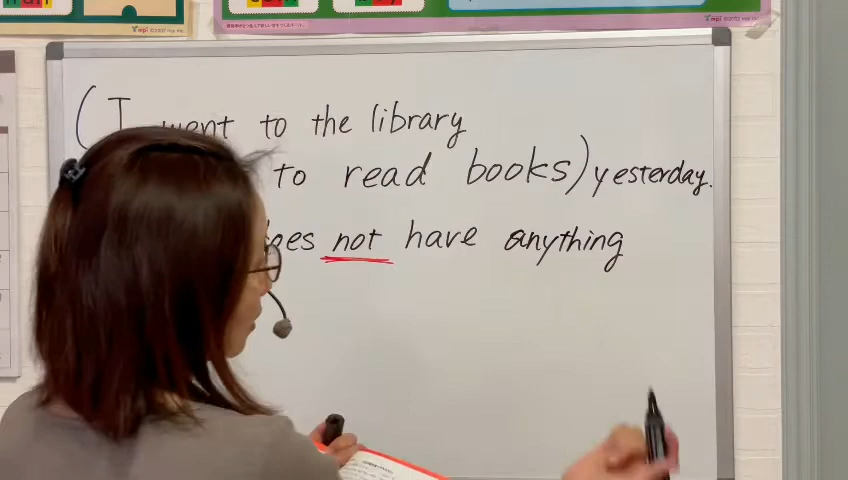 (I went to the library
to read books) yesterday.
not have anything